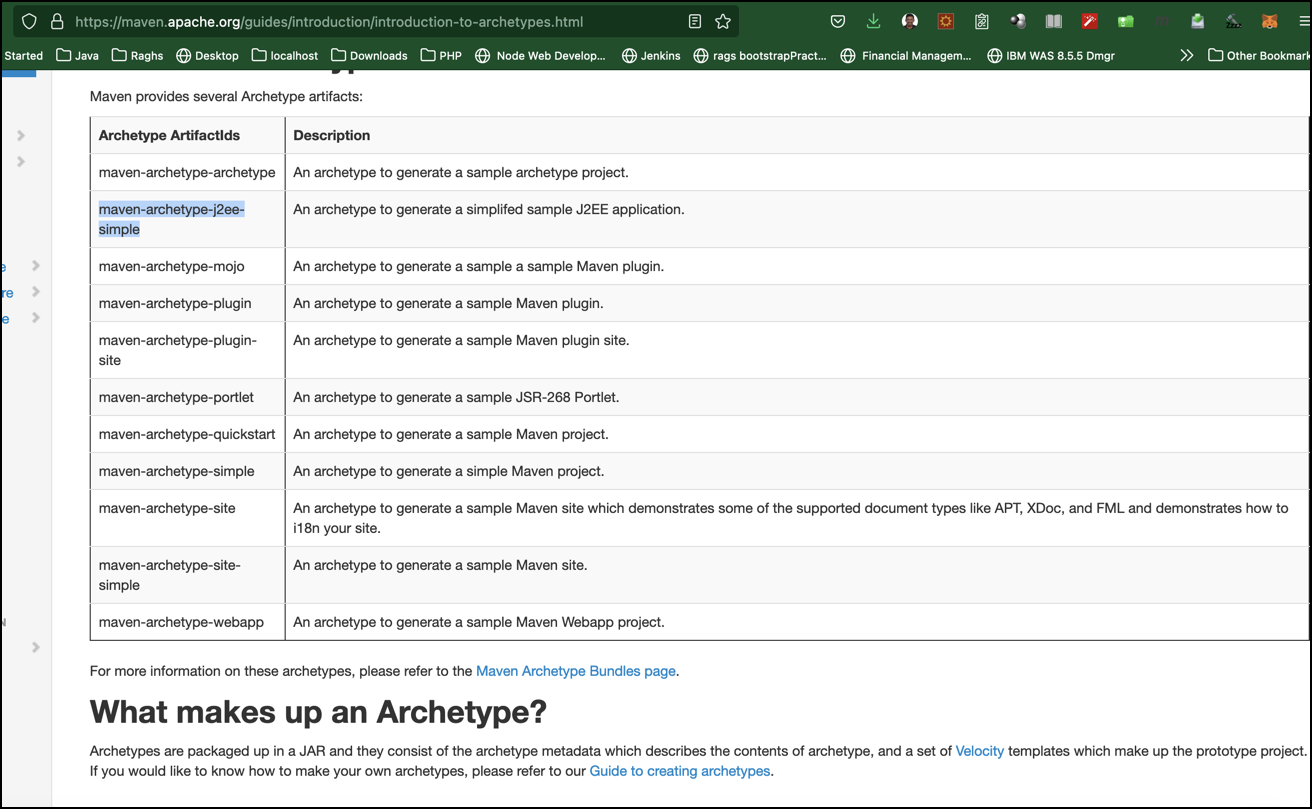 https://maven.apache.org/guides/introduction/introduction-to-archetypes.html
Started Java Raghs Desktop localhost Downloads PHP Node Web Develop... Jenkins rags bootstrapPract... Financial Managem... IBM WAS 8.5.5 Dmgr Other Bookmark
Maven provides several Archetype artifacts:
Archetype ArtifactIds Description
maven-archetype-archetype An archetype to generate a sample archetype project.
maven-archetype-j2ee- An archetype to generate a simplifed sample J2EE application.
simple
maven-archetype-mojo An archetype to generate a sample a sample Maven plugin.
maven-archetype-plugin An archetype to generate a sample Maven plugin.
maven-archetype-plugin- An archetype to generate a sample Maven plugin site.
site
maven-archetype-portlet An archetype to generate a sample JSR-268 Portlet.
maven-archetype-quickstart An archetype to generate a sample Maven project.
maven-archetype-simple An archetype to generate a simple Maven project.
maven-archetype-site An archetype to generate a sample Maven site which demonstrates some of the supported document types like APT, XDoc, and FML and demonstrates how to
i18n your site.
maven-archetype-site- An archetype to generate a sample Maven site.
simple
maven-archetype-webapp An archetype to generate a sample Maven Webapp project.
For more information on these archetypes, please refer to the Maven Archetype Bundles page.
What makes up an Archetype?
Archetypes are packaged up in a JAR and they consist of the archetype metadata which describes the contents of archetype, and a set of Velocity templates which make up the prototype project.
If you would like to know how to make your own archetypes, please refer to our Guide to creating archetypes.